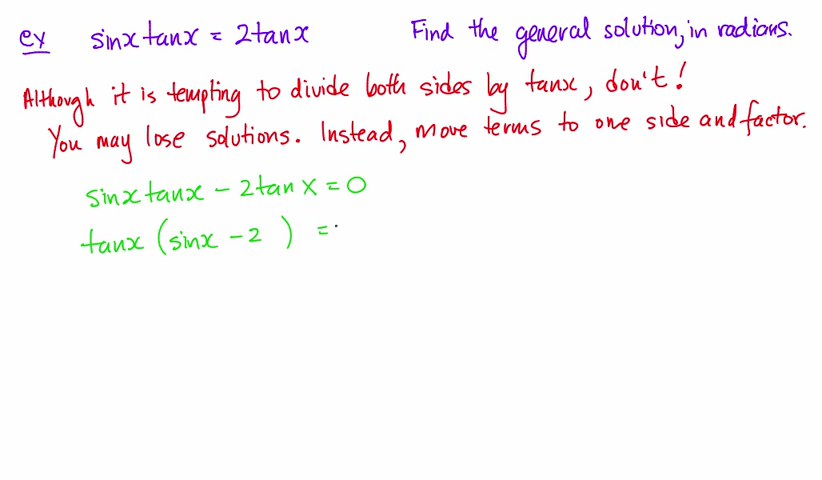 ex sinx tanx = 2tanx Find the general solution, in radians.
Although it is tempting to divide both sides by tanx, don't!
You may lose solutions. Instead, move terms to one side and factor.
sinx tanx - 2tan x = 0
tanx (sinx - 2 ) =